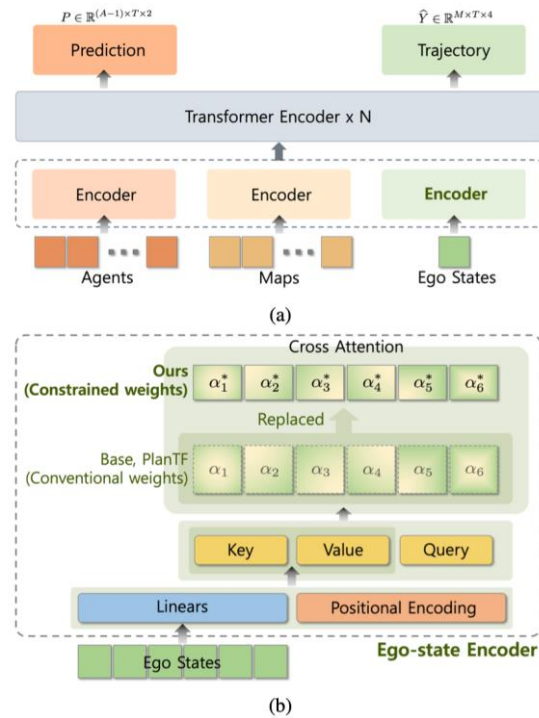 P ∈ ℝ^{(A−1)×T×2}
Ŷ ∈ ℝ^{M×T×4}
Prediction
Trajectory
Transformer Encoder x N
Encoder
Encoder
Encoder
Agents
Maps
Ego States
(a)
Cross Attention
Ours
(Constrained weights)
α₁* α₂* α₃* α₄* α₅* α₆*
Replaced
Base, PlanTF
(Conventional weights)
α₁ α₂ α₃ α₄ α₅ α₆
Key
Value
Query
Linears
Positional Encoding
Ego States
Ego-state Encoder
(b)